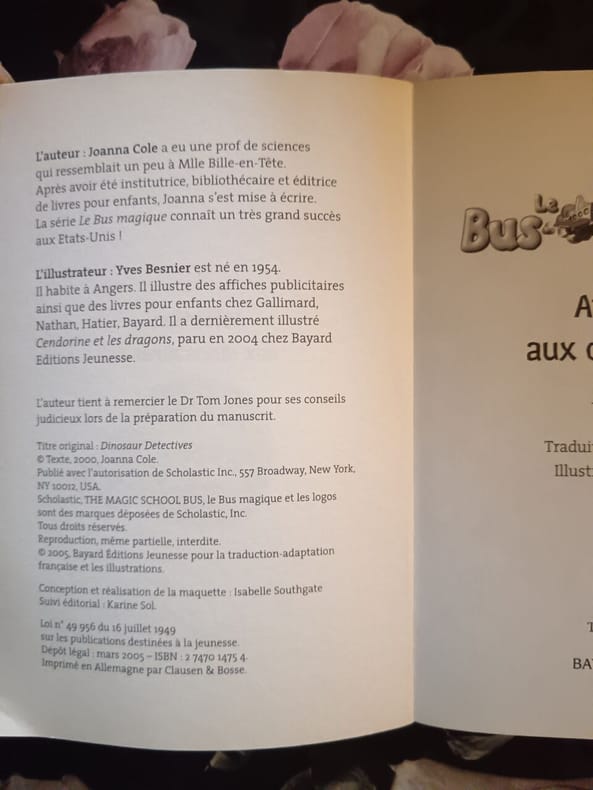 L'auteur : Joanna Cole a eu une prof de sciences
qui ressemblait un peu à Mlle Bille-en-Tête.
Après avoir été institutrice, bibliothécaire et éditrice
de livres pour enfants, Joanna s'est mise à écrire.
La série Le Bus magique connaît un très grand succès
aux Etats-Unis !
L'illustrateur : Yves Besnier est né en 1954.
Il habite à Angers. Il illustre des affiches publicitaires
ainsi que des livres pour enfants chez Gallimard,
Nathan, Hatier, Bayard. Il a dernièrement illustré
Cendorine et les dragons, paru en 2004 chez Bayard
Editions Jeunesse.
L'auteur tient à remercier le Dr Tom Jones pour ses conseils
judicieux lors de la préparation du manuscrit.
Titre original : Dinosaur Detectives
© Texte, 2000, Joanna Cole.
Publié avec l'autorisation de Scholastic Inc., 557 Broadway, New York,
NY 10012, USA.
Scholastic, THE MAGIC SCHOOL BUS, le Bus magique et les logos
sont des marques déposées de Scholastic, Inc.
Tous droits réservés.
Reproduction, même partielle, interdite.
© 2005, Bayard Éditions Jeunesse pour la traduction-adaptation
française et les illustrations.
Conception et réalisation de la maquette : Isabelle Southgate
Suivi éditorial : Karine Sol.
Loi n° 49 956 du 16 juillet 1949
sur les publications destinées à la jeunesse.
Dépôt légal : mars 2005 – ISBN : 2 7470 1475 4.
Imprimé en Allemagne par Clausen & Bosse.
Le
Bus
A
aux
Tradui
Illust
T
BA